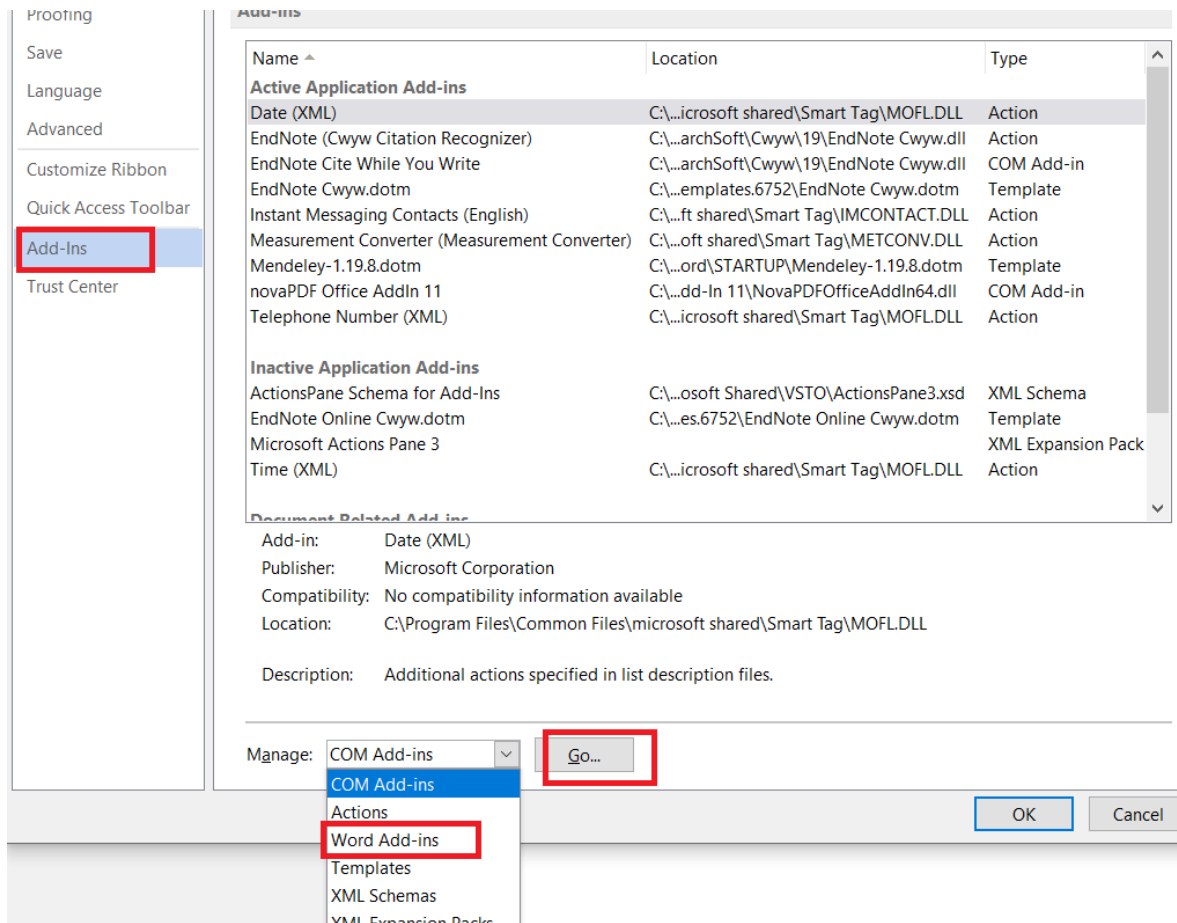 Proofing
Save
Language
Advanced
Customize Ribbon
Quick Access Toolbar
Add-Ins
Trust Center
Add-Ins
Name Location Type
Active Application Add-ins
Date (XML) C:\...icrosoft shared\Smart Tag\MOFL.DLL Action
EndNote (Cwyw Citation Recognizer) C:\...archSoft\Cwyw\19\EndNote Cwyw.dll Action
EndNote Cite While You Write C:\...archSoft\Cwyw\19\EndNote Cwyw.dll COM Add-in
EndNote Cwyw.dotm C:\...emplates.6752\EndNote Cwyw.dotm Template
Instant Messaging Contacts (English) C:\...ft shared\Smart Tag\IMCONTACT.DLL Action
Measurement Converter (Measurement Converter) C:\...oft shared\Smart Tag\METCONV.DLL Action
Mendeley-1.19.8.dotm C:\...ord\STARTUP\Mendeley-1.19.8.dotm Template
novaPDF Office AddIn 11 C:\...dd-In 11\NovaPDFOfficeAddIn64.dll COM Add-in
Telephone Number (XML) C:\...icrosoft shared\Smart Tag\MOFL.DLL Action
Inactive Application Add-ins
ActionsPane Schema for Add-Ins C:\...osoft Shared\VSTO\ActionsPane3.xsd XML Schema
EndNote Online Cwyw.dotm C:\...es.6752\EndNote Online Cwyw.dotm Template
Microsoft Actions Pane 3 XML Expansion Pack
Time (XML) C:\...icrosoft shared\Smart Tag\MOFL.DLL Action
Document Related Add-ins
Add-in: Date (XML)
Publisher: Microsoft Corporation
Compatibility: No compatibility information available
Location: C:\Program Files\Common Files\microsoft shared\Smart Tag\MOFL.DLL
Description: Additional actions specified in list description files.
Manage: COM Add-ins Go...
COM Add-ins
Actions
Word Add-ins
Templates
XML Schemas
XML Expansion Packs
OK Cancel